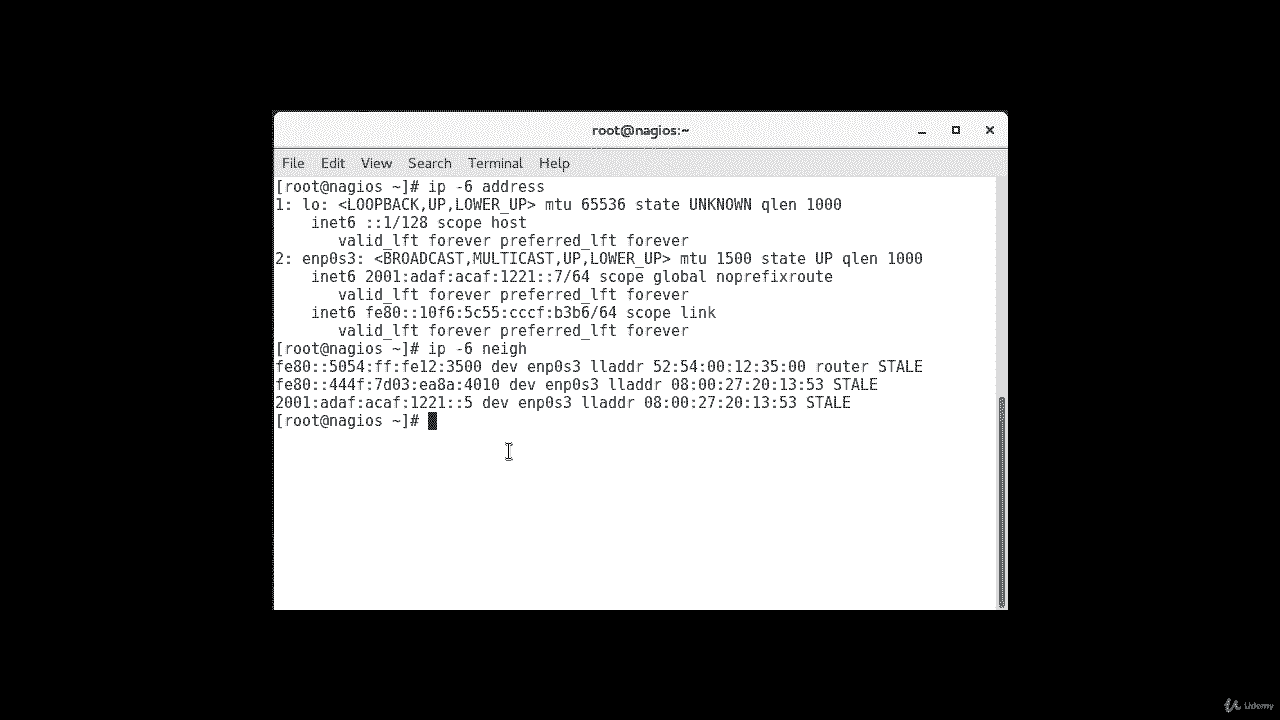 root@nagios:~
File Edit View Search Terminal Help
[root@nagios ~]# ip -6 address
1: lo: <LOOPBACK,UP,LOWER_UP> mtu 65536 state UNKNOWN qlen 1000
    inet6 ::1/128 scope host
       valid_lft forever preferred_lft forever
2: enp0s3: <BROADCAST,MULTICAST,UP,LOWER_UP> mtu 1500 state UP qlen 1000
    inet6 2001:adaf:acaf:1221::7/64 scope global noprefixroute
       valid_lft forever preferred_lft forever
    inet6 fe80::10f6:5c55:cccf:b3b6/64 scope link
       valid_lft forever preferred_lft forever
[root@nagios ~]# ip -6 neigh
fe80::5054:ff:fe12:3500 dev enp0s3 lladdr 52:54:00:12:35:00 router STALE
fe80::444f:7d03:ea8a:4010 dev enp0s3 lladdr 08:00:27:20:13:53 STALE
2001:adaf:acaf:1221::5 dev enp0s3 lladdr 08:00:27:20:13:53 STALE
[root@nagios ~]#
Udemy